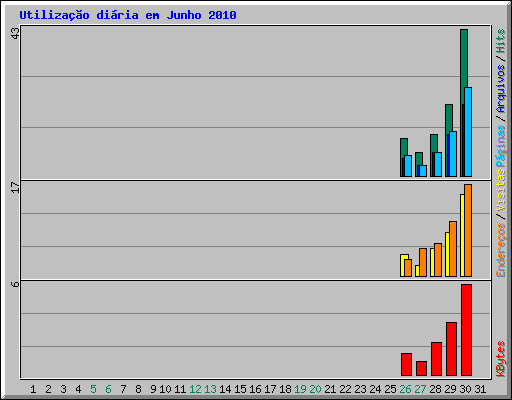 Utilização diária em Junho 2010
43
17
6
1 2 3 4 5 6 7 8 9 10 11 12 13 14 15 16 17 18 19 20 21 22 23 24 25 26 27 28 29 30 31
Páginas / Arquivos / Hits
Endereços / Visitas
KBytes